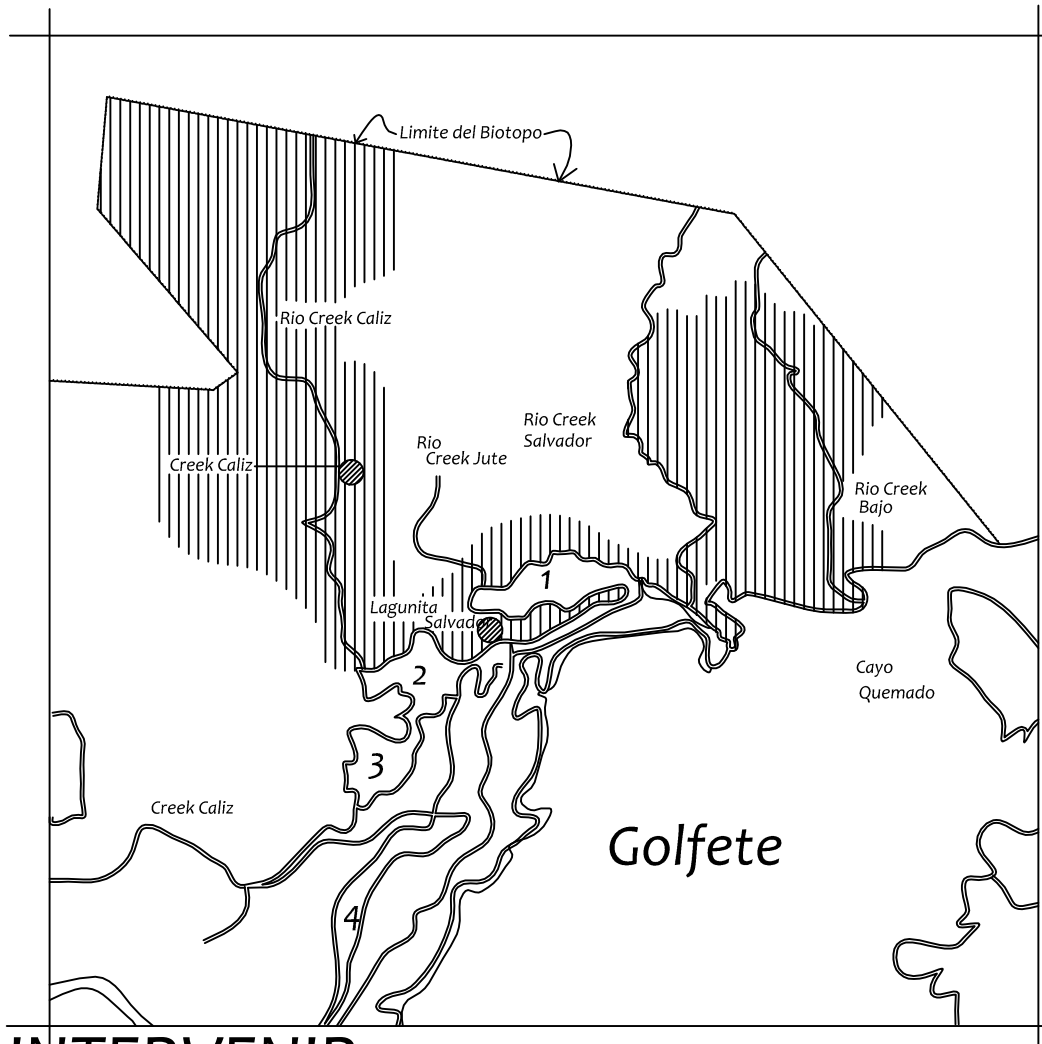 Limite del Biotopo
Rio Creek Caliz
Rio Creek
Salvador
Rio
Creek Jute
Creek Caliz
Rio Creek
Bajo
1
Lagunita
Salvador
2
Cayo
Quemado
3
Creek Caliz
Golfete
4
INTERVENIR